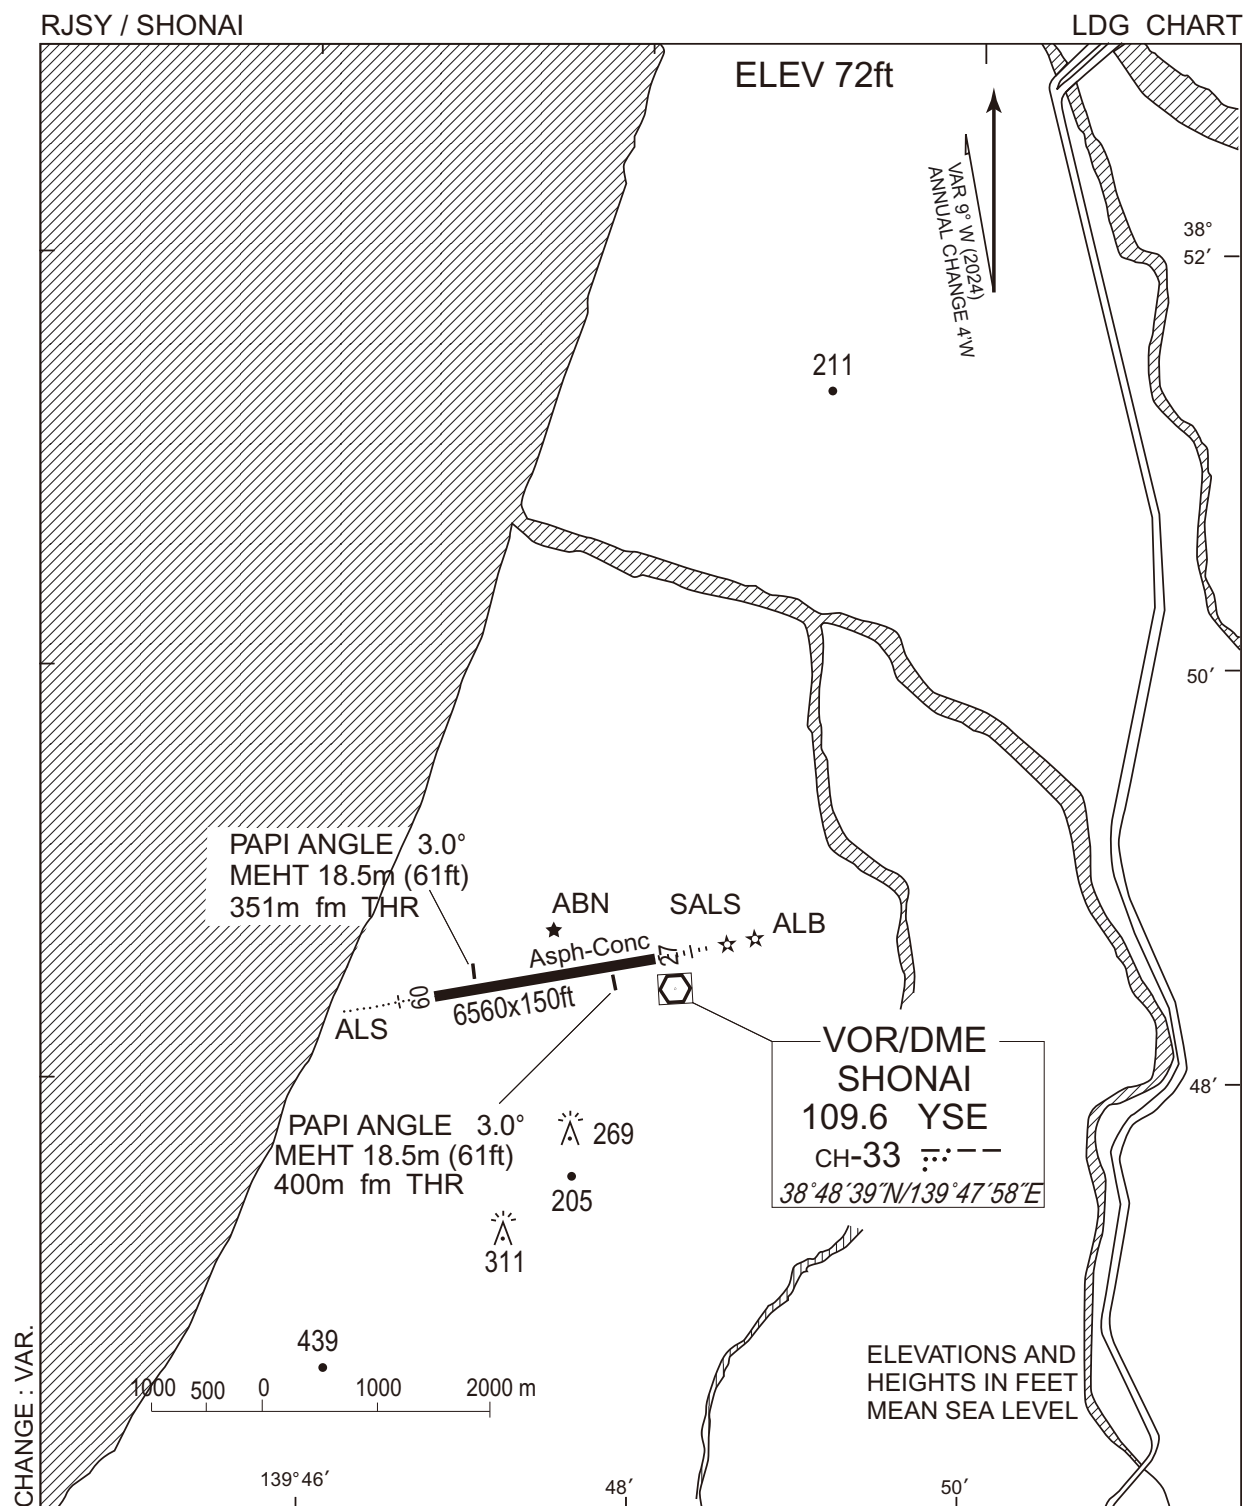 RJSY / SHONAI
LDG CHART
ELEV 72ft
VAR 9° W (2024)
ANNUAL CHANGE 4'W
38°
52′
211
50′
PAPI ANGLE 3.0°
MEHT 18.5m (61ft)
351m fm THR
ABN
SALS
ALB
Asph-Conc
27
09
6560x150ft
ALS
VOR/DME
SHONAI
109.6 YSE
CH-33
38°48′39″N/139°47′58″E
48′
PAPI ANGLE 3.0°
MEHT 18.5m (61ft)
400m fm THR
269
205
311
439
1000 500 0 1000 2000 m
ELEVATIONS AND
HEIGHTS IN FEET
MEAN SEA LEVEL
CHANGE : VAR.
139°46′
48′
50′